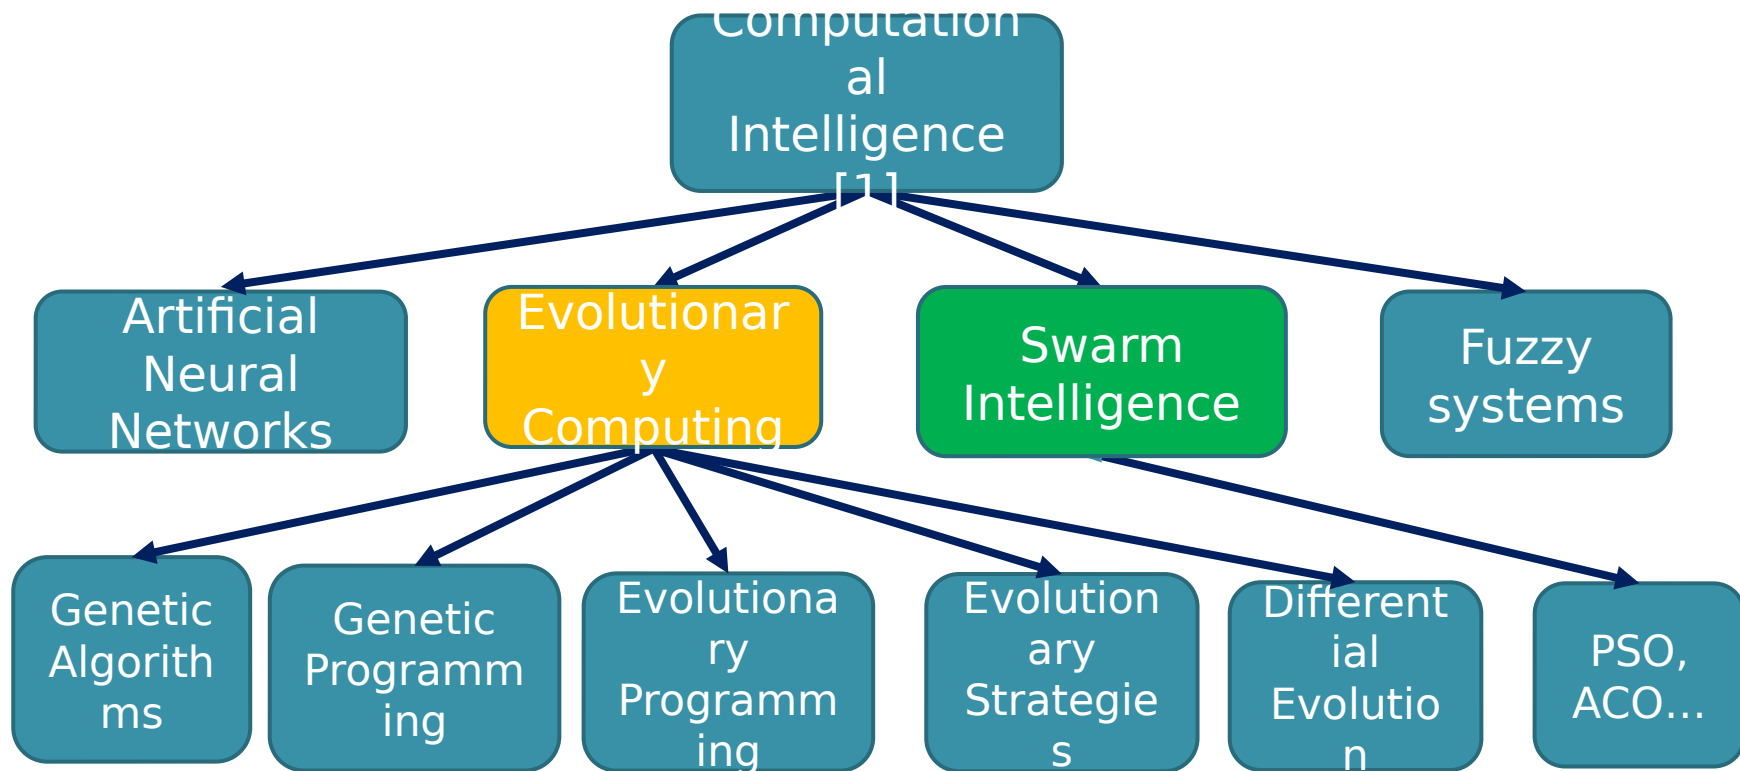 Computation
al
Intelligence
[1]
Artificial
Neural
Networks
Evolutionar
y
Computing
Swarm
Intelligence
Fuzzy
systems
Genetic
Algorith
ms
Genetic
Programm
ing
Evolutiona
ry
Programm
ing
Evolution
ary
Strategie
s
Different
ial
Evolutio
n
PSO,
ACO...